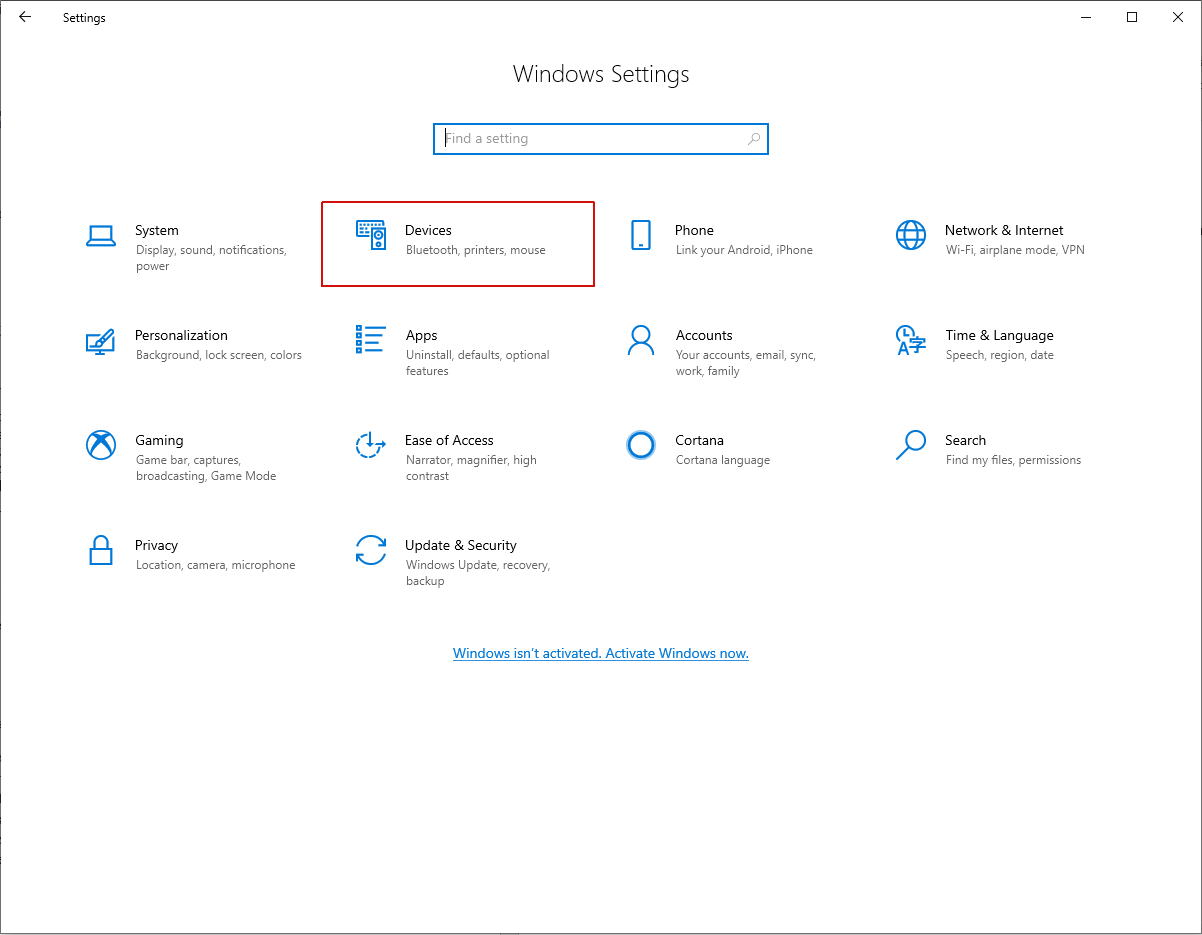 Settings
Windows Settings
Find a setting
System
Display, sound, notifications,
power
Devices
Bluetooth, printers, mouse
Phone
Link your Android, iPhone
Network & Internet
Wi-Fi, airplane mode, VPN
Personalization
Background, lock screen, colors
Apps
Uninstall, defaults, optional
features
Accounts
Your accounts, email, sync,
work, family
Time & Language
Speech, region, date
Gaming
Game bar, captures,
broadcasting, Game Mode
Ease of Access
Narrator, magnifier, high
contrast
Cortana
Cortana language
Search
Find my files, permissions
Privacy
Location, camera, microphone
Update & Security
Windows Update, recovery,
backup
Windows isn't activated. Activate Windows now.